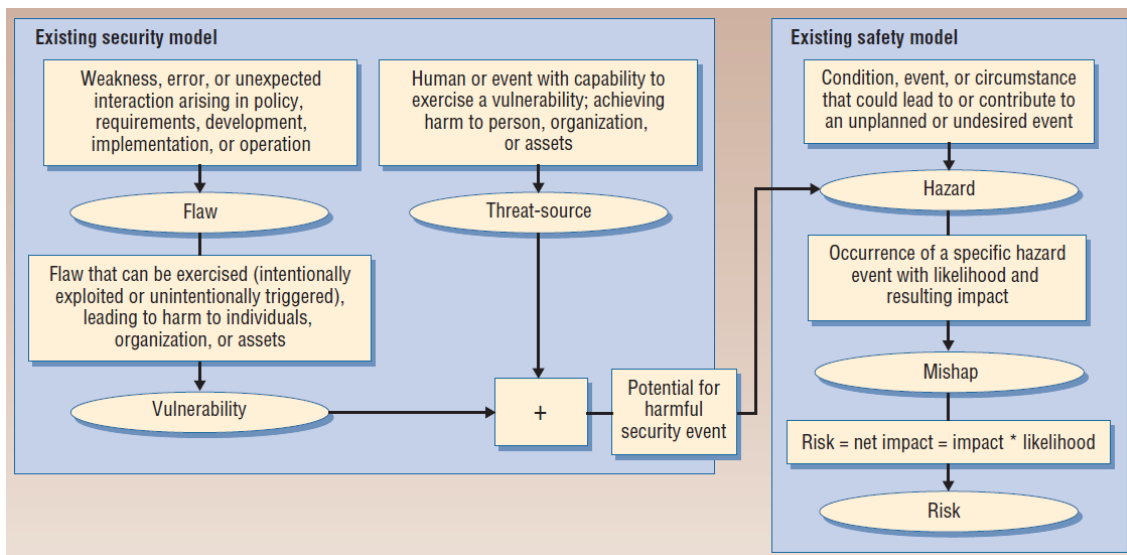 Existing security model
Weakness, error, or unexpected
interaction arising in policy,
requirements, development,
implementation, or operation
Flaw
Flaw that can be exercised (intentionally
exploited or unintentionally triggered),
leading to harm to individuals,
organization, or assets
Vulnerability
Human or event with capability to
exercise a vulnerability; achieving
harm to person, organization,
or assets
Threat-source
+
Potential for
harmful
security event
Existing safety model
Condition, event, or circumstance
that could lead to or contribute to
an unplanned or undesired event
Hazard
Occurrence of a specific hazard
event with likelihood and
resulting impact
Mishap
Risk = net impact = impact * likelihood
Risk